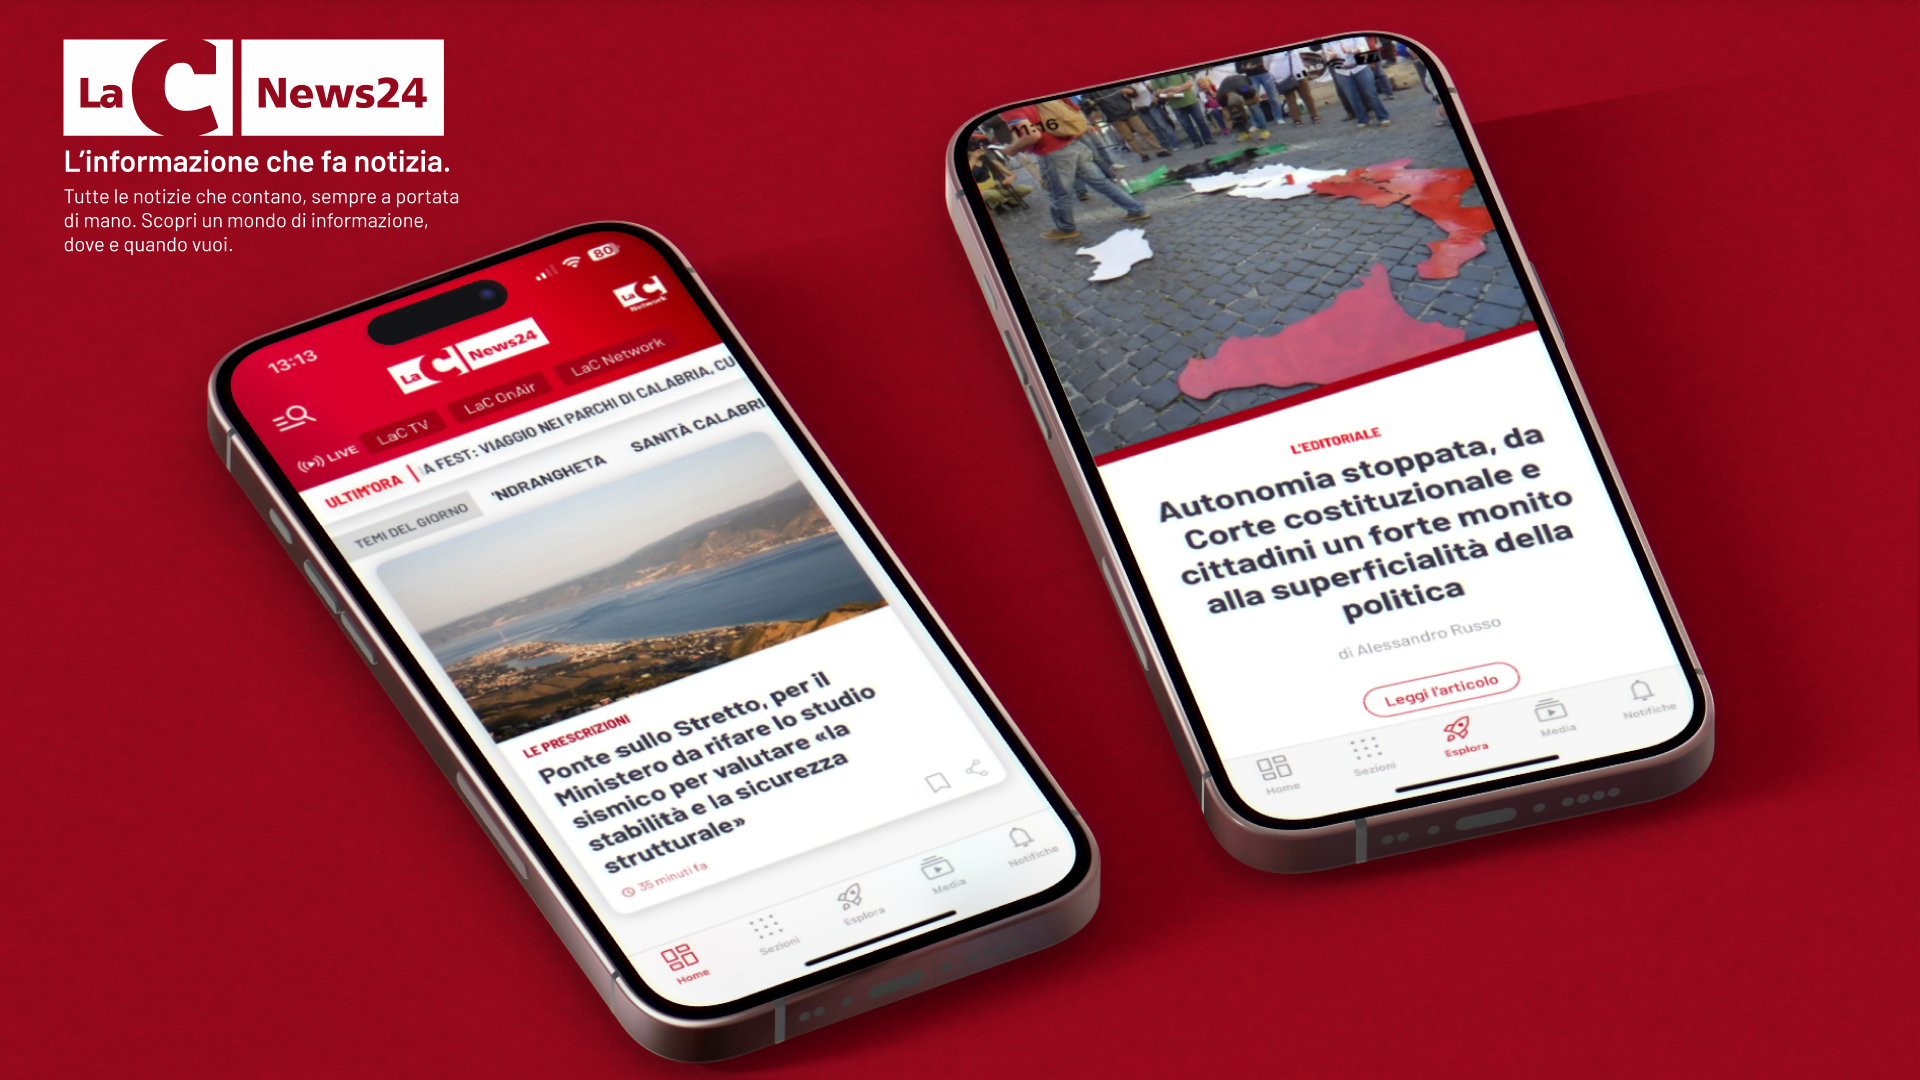 LaC News24
L'informazione che fa notizia.
Tutte le notizie che contano, sempre a portata
di mano. Scopri un mondo di informazione,
dove e quando vuoi.
13:13
80
LaC
Network
LaC News24
LIVE
LaC TV
LaC OnAir
LaC Network
ULTIM'ORA
A FEST: VIAGGIO NEI PARCHI DI CALABRIA, CU
TEMI DEL GIORNO
'NDRANGHETA
SANITÀ CALABRI
LE PRESCRIZIONI
Ponte sullo Stretto, per il
Ministero da rifare lo studio
sismico per valutare «la
stabilità e la sicurezza
strutturale»
35 minuti fa
Home
Sezioni
Esplora
Media
Notifiche
11:16
77
L'EDITORIALE
Autonomia stoppata, da
Corte costituzionale e
cittadini un forte monito
alla superficialità della
politica
di Alessandro Russo
Leggi l'articolo
Home
Sezioni
Esplora
Media
Notifiche